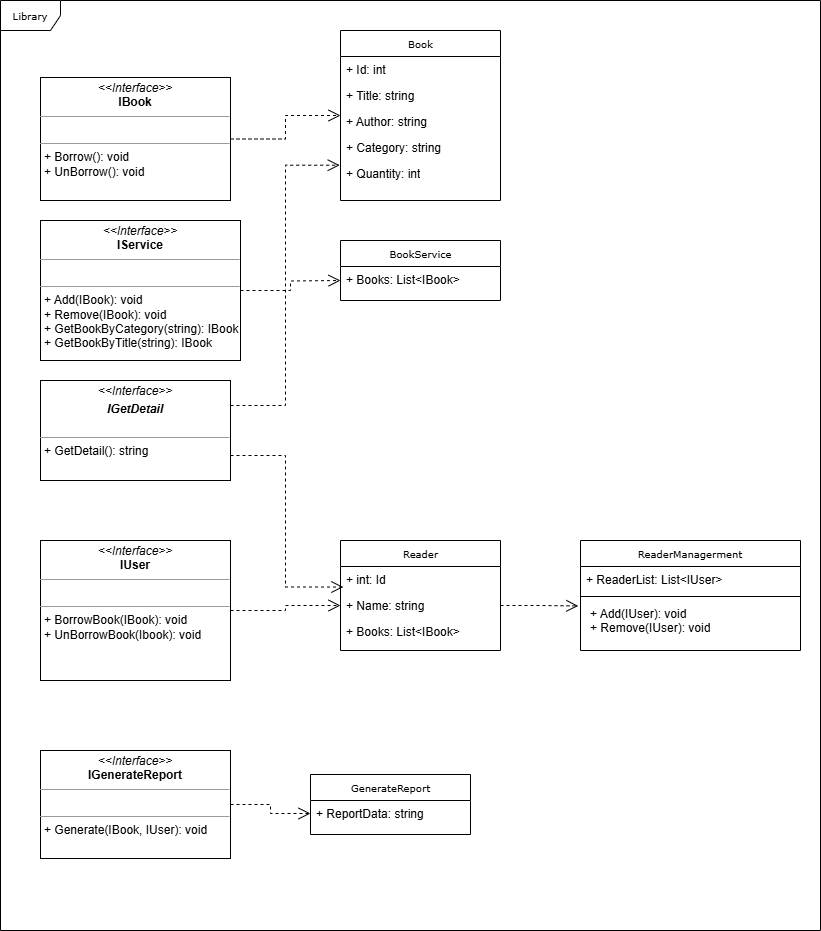 Library
Book
+ Id: int
+ Title: string
+ Author: string
+ Category: string
+ Quantity: int
<<Interface>>
IBook
+ Borrow(): void
+ UnBorrow(): void
<<Interface>>
IService
+ Add(IBook): void
+ Remove(IBook): void
+ GetBookByCategory(string): IBook
+ GetBookByTitle(string): IBook
BookService
+ Books: List<IBook>
<<Interface>>
IGetDetail
+ GetDetail(): string
<<Interface>>
IUser
+ BorrowBook(IBook): void
+ UnBorrowBook(Ibook): void
Reader
+ int: Id
+ Name: string
+ Books: List<IBook>
ReaderManagerment
+ ReaderList: List<IUser>
+ Add(IUser): void
+ Remove(IUser): void
<<Interface>>
IGenerateReport
+ Generate(IBook, IUser): void
GenerateReport
+ ReportData: string